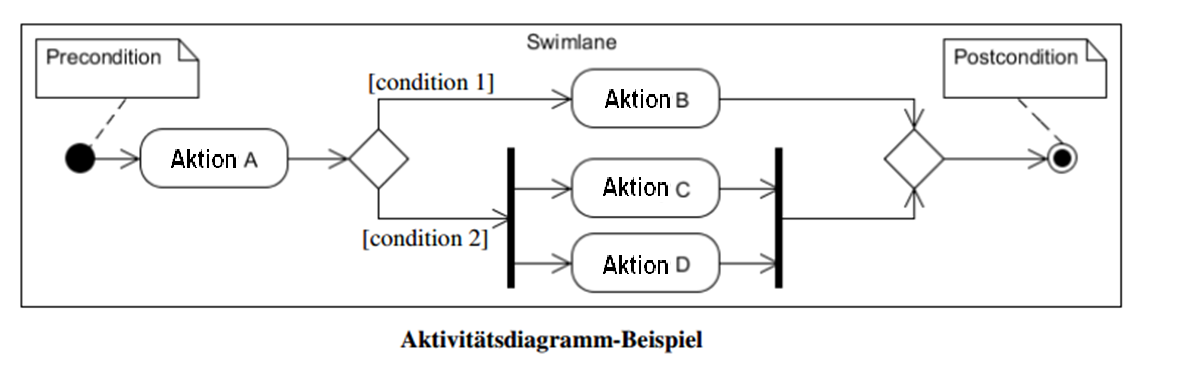 Swimlane
Precondition
Postcondition
[condition 1]
Aktion B
Aktion A
Aktion C
[condition 2]
Aktion D
Aktivitätsdiagramm-Beispiel